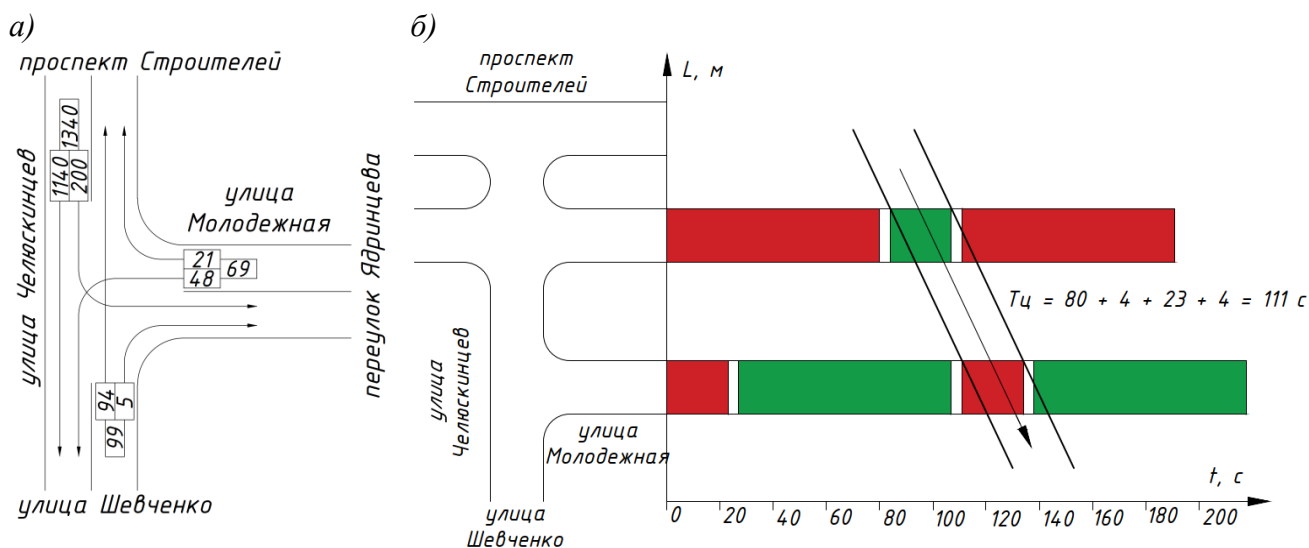 а)
проспект Строителей
улица Челюскинцев
1340
1140
200
улица
Молодежная
21
48
69
переулок Ядринцева
94
5
99
улица Шевченко
б)
проспект
Строителей
L, м
Tц = 80 + 4 + 23 + 4 = 111 с
улица
Челюскинцев
улица
Молодежная
улица
Шевченко
t, с
0 20 40 60 80 100 120 140 160 180 200